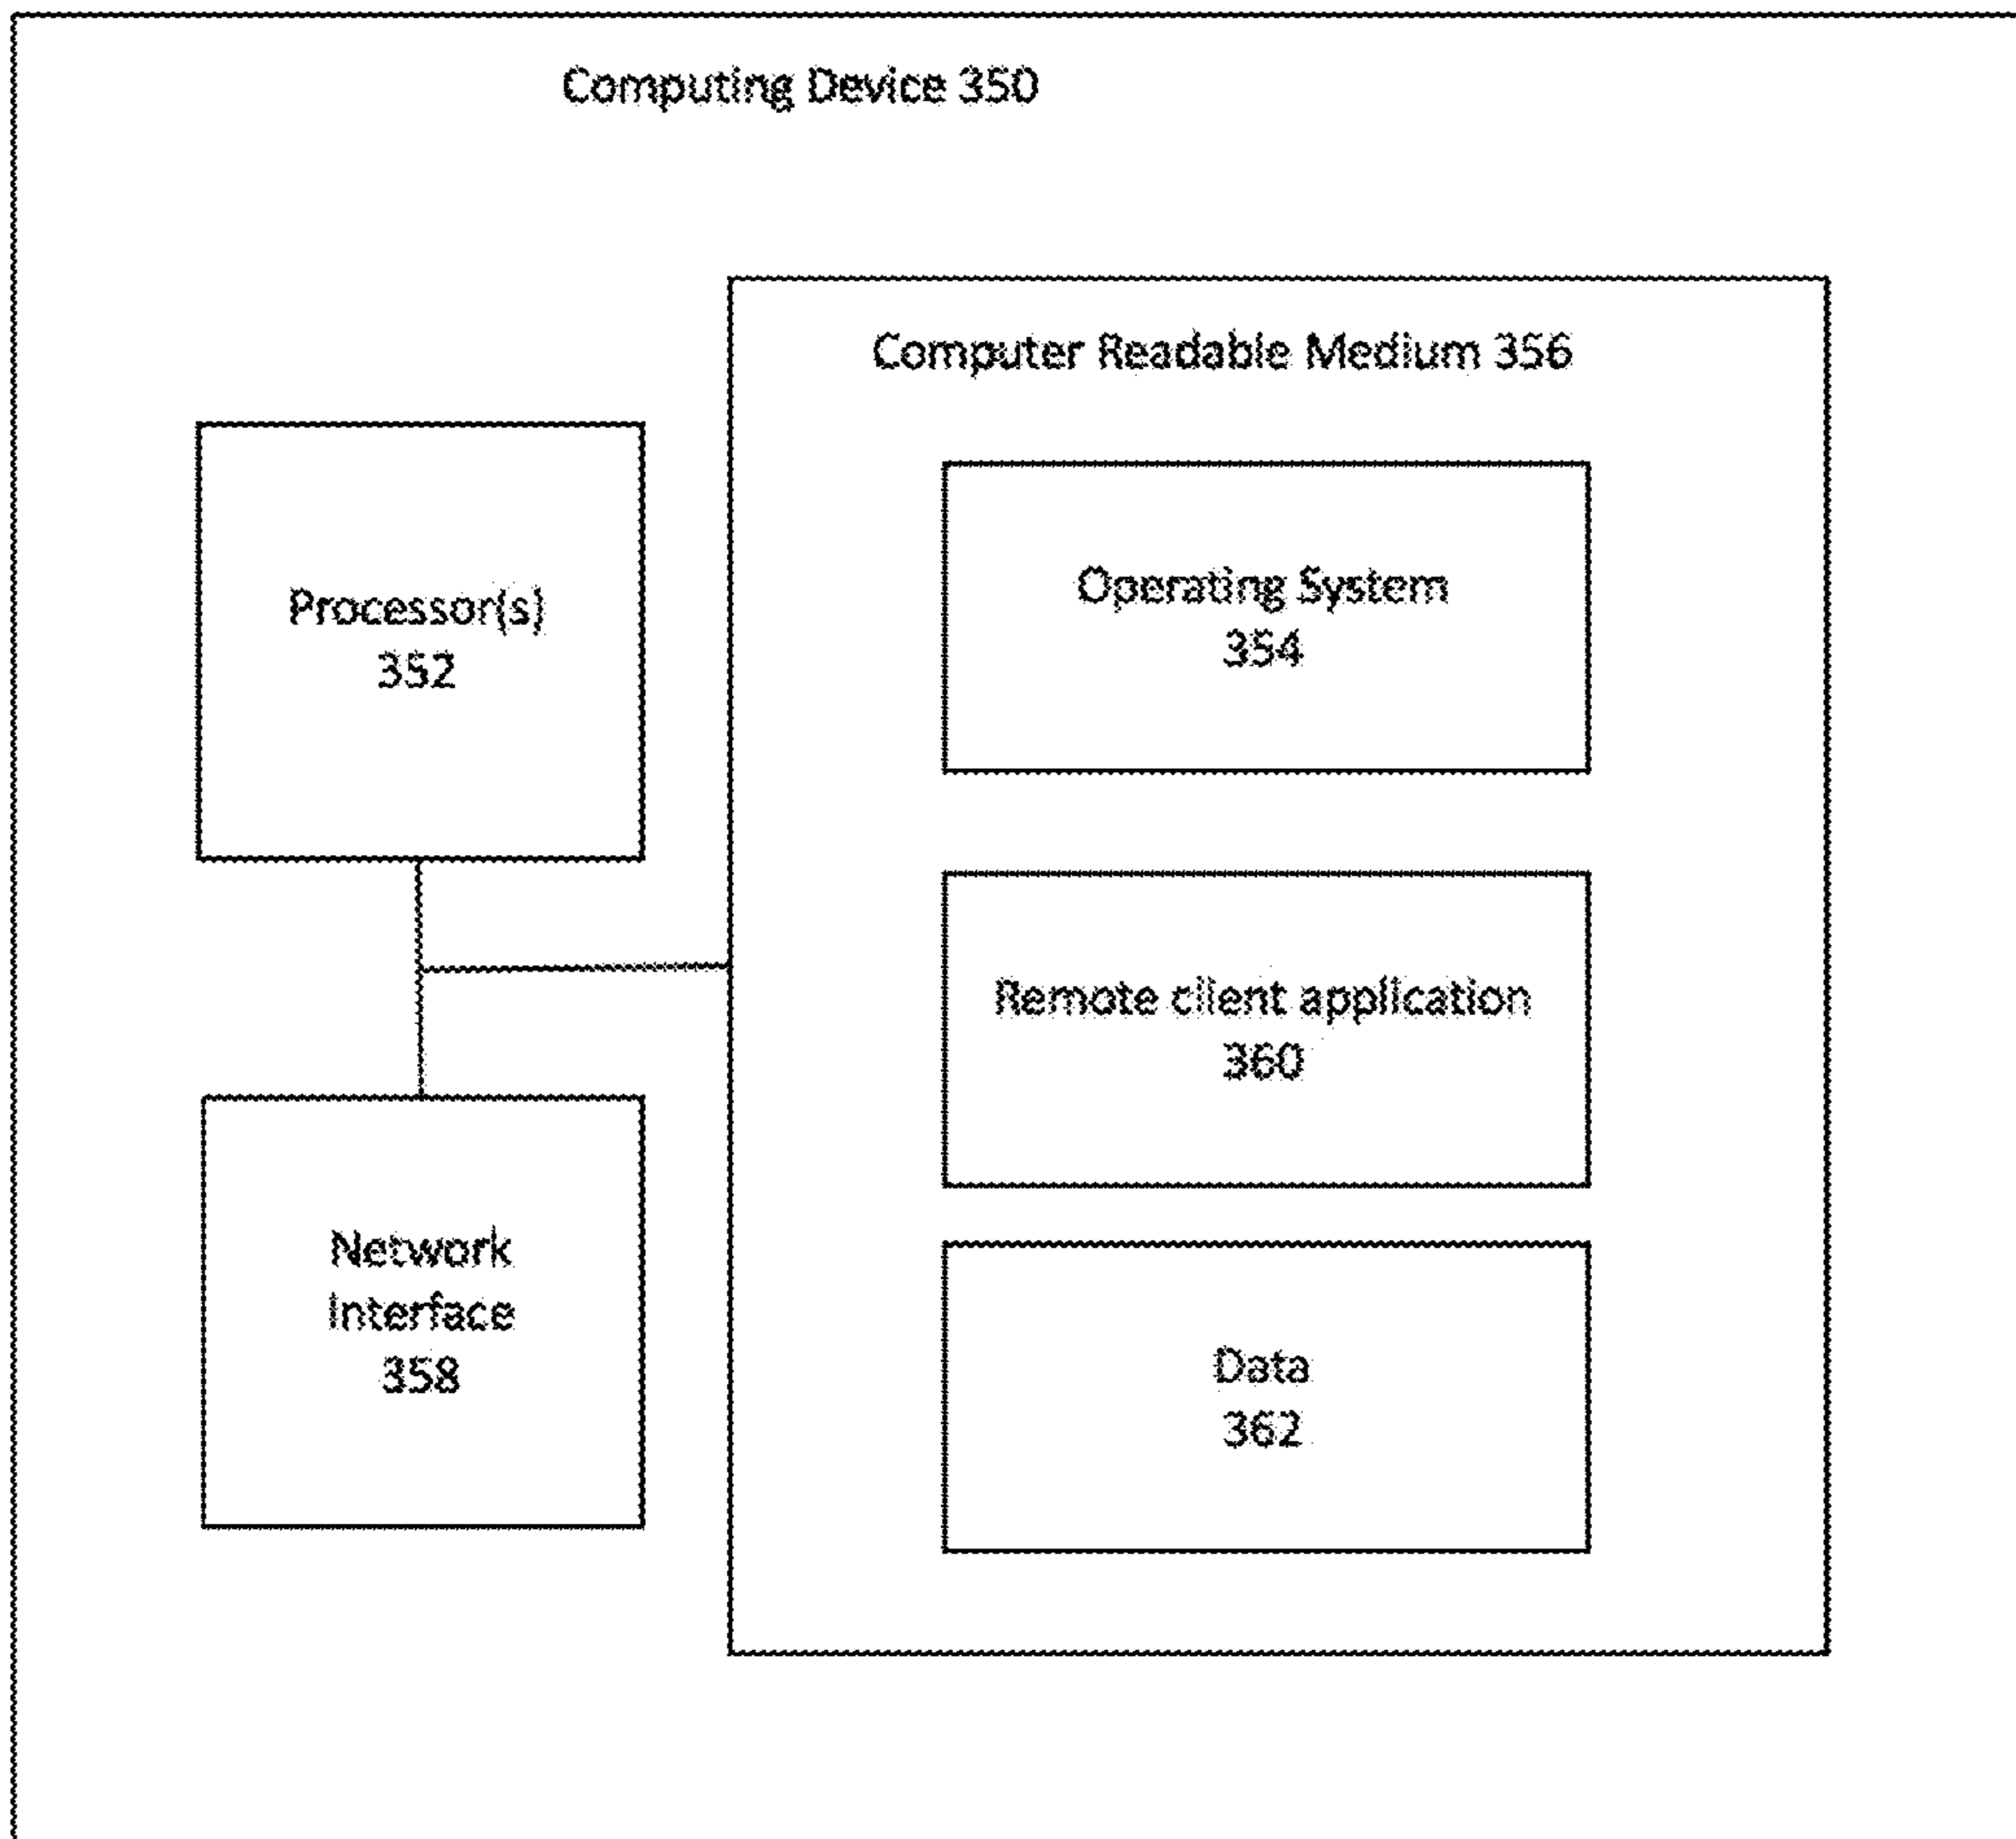 Computing Device 350
Computer Readable Medium 356
Processor(s)
352
Operating System
354
Remote client application
360
Network
Interface
358
Data
362